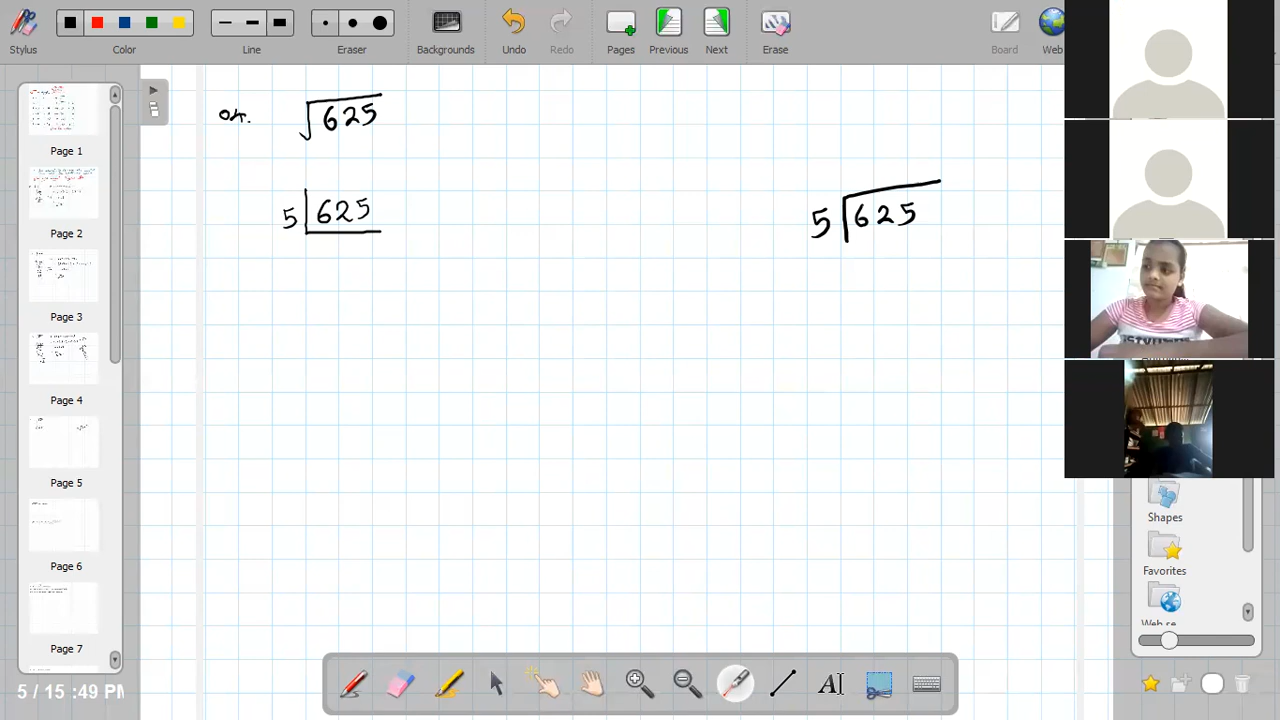 Stylus
Color
Line
Eraser
Backgrounds
Undo
Redo
Pages
Previous
Next
Erase
Board
Web
Page 1
Page 2
Page 3
Page 4
Page 5
Page 6
Page 7
5 / 15 :49 PM
or. √625
5 625
5 625
Shapes
Favorites
Web se